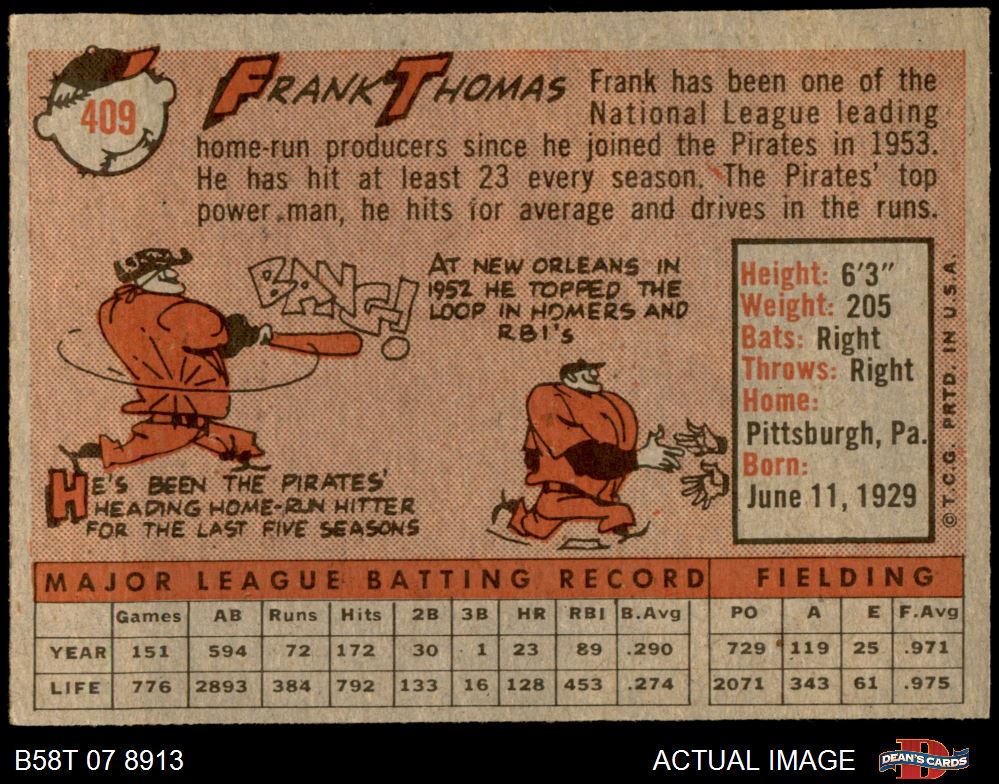 409
FRANK THOMAS
Frank has been one of the
National League leading
home-run producers since he joined the Pirates in 1953.
He has hit at least 23 every season. The Pirates' top
power man, he hits for average and drives in the runs.
BANG!
AT NEW ORLEANS IN
1952 HE TOPPED THE
LOOP IN HOMERS AND
RBI'S
HE'S BEEN THE PIRATES'
HEADING HOME-RUN HITTER
FOR THE LAST FIVE SEASONS
Height: 6'3"
Weight: 205
Bats: Right
Throws: Right
Home:
Pittsburgh, Pa.
Born:
June 11, 1929
©T.C.G. PRTD. IN U.S.A.
MAJOR LEAGUE BATTING RECORD FIELDING
Games AB Runs Hits 2B 3B HR RBI B.Avg PO A E F.Avg
YEAR 151 594 72 172 30 1 23 89 .290 729 119 25 .971
LIFE 776 2893 384 792 133 16 128 453 .274 2071 343 61 .975
B58T 07 8913
ACTUAL IMAGE
D
DEAN'S CARDS